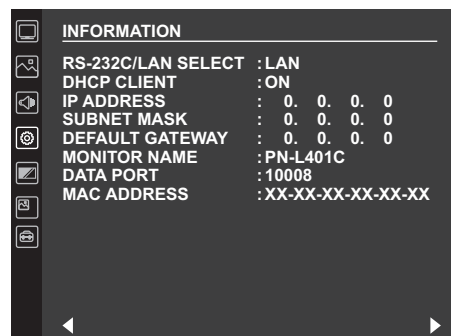 INFORMATION
RS-232C/LAN SELECT : LAN
DHCP CLIENT : ON
IP ADDRESS : 0. 0. 0. 0
SUBNET MASK : 0. 0. 0. 0
DEFAULT GATEWAY : 0. 0. 0. 0
MONITOR NAME : PN-L401C
DATA PORT : 10008
MAC ADDRESS : XX-XX-XX-XX-XX-XX